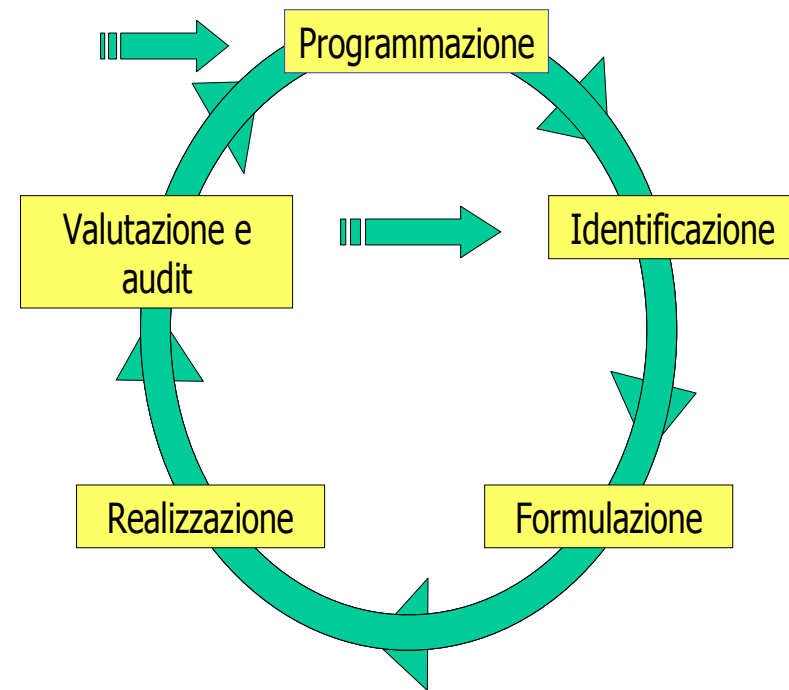 Programmazione
Valutazione e
audit
Identificazione
Realizzazione
Formulazione